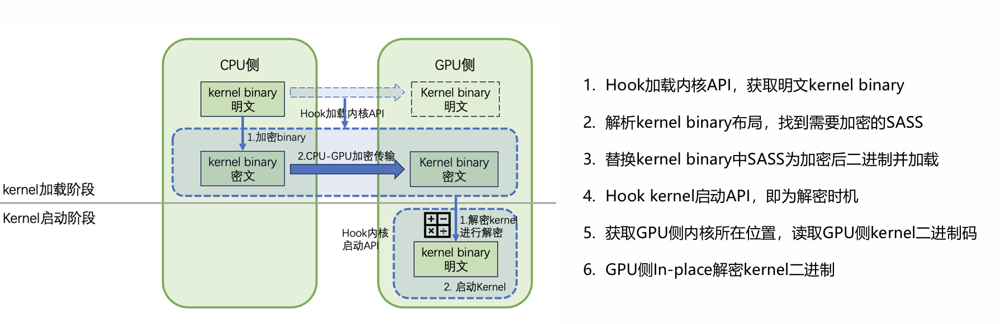 CPU侧
GPU侧
kernel binary
明文
Kernel binary
明文
Hook加载内核API
1.加密binary
kernel binary
密文
2.CPU-GPU加密传输
Kernel binary
密文
kernel加载阶段
Kernel启动阶段
Hook内核
启动API
1.解密kernel
进行解密
kernel binary
明文
2. 启动Kernel
1. Hook加载内核API，获取明文kernel binary
2. 解析kernel binary布局，找到需要加密的SASS
3. 替换kernel binary中SASS为加密后二进制并加载
4. Hook kernel启动API，即为解密时机
5. 获取GPU侧内核所在位置，读取GPU侧kernel二进制码
6. GPU侧In-place解密kernel二进制